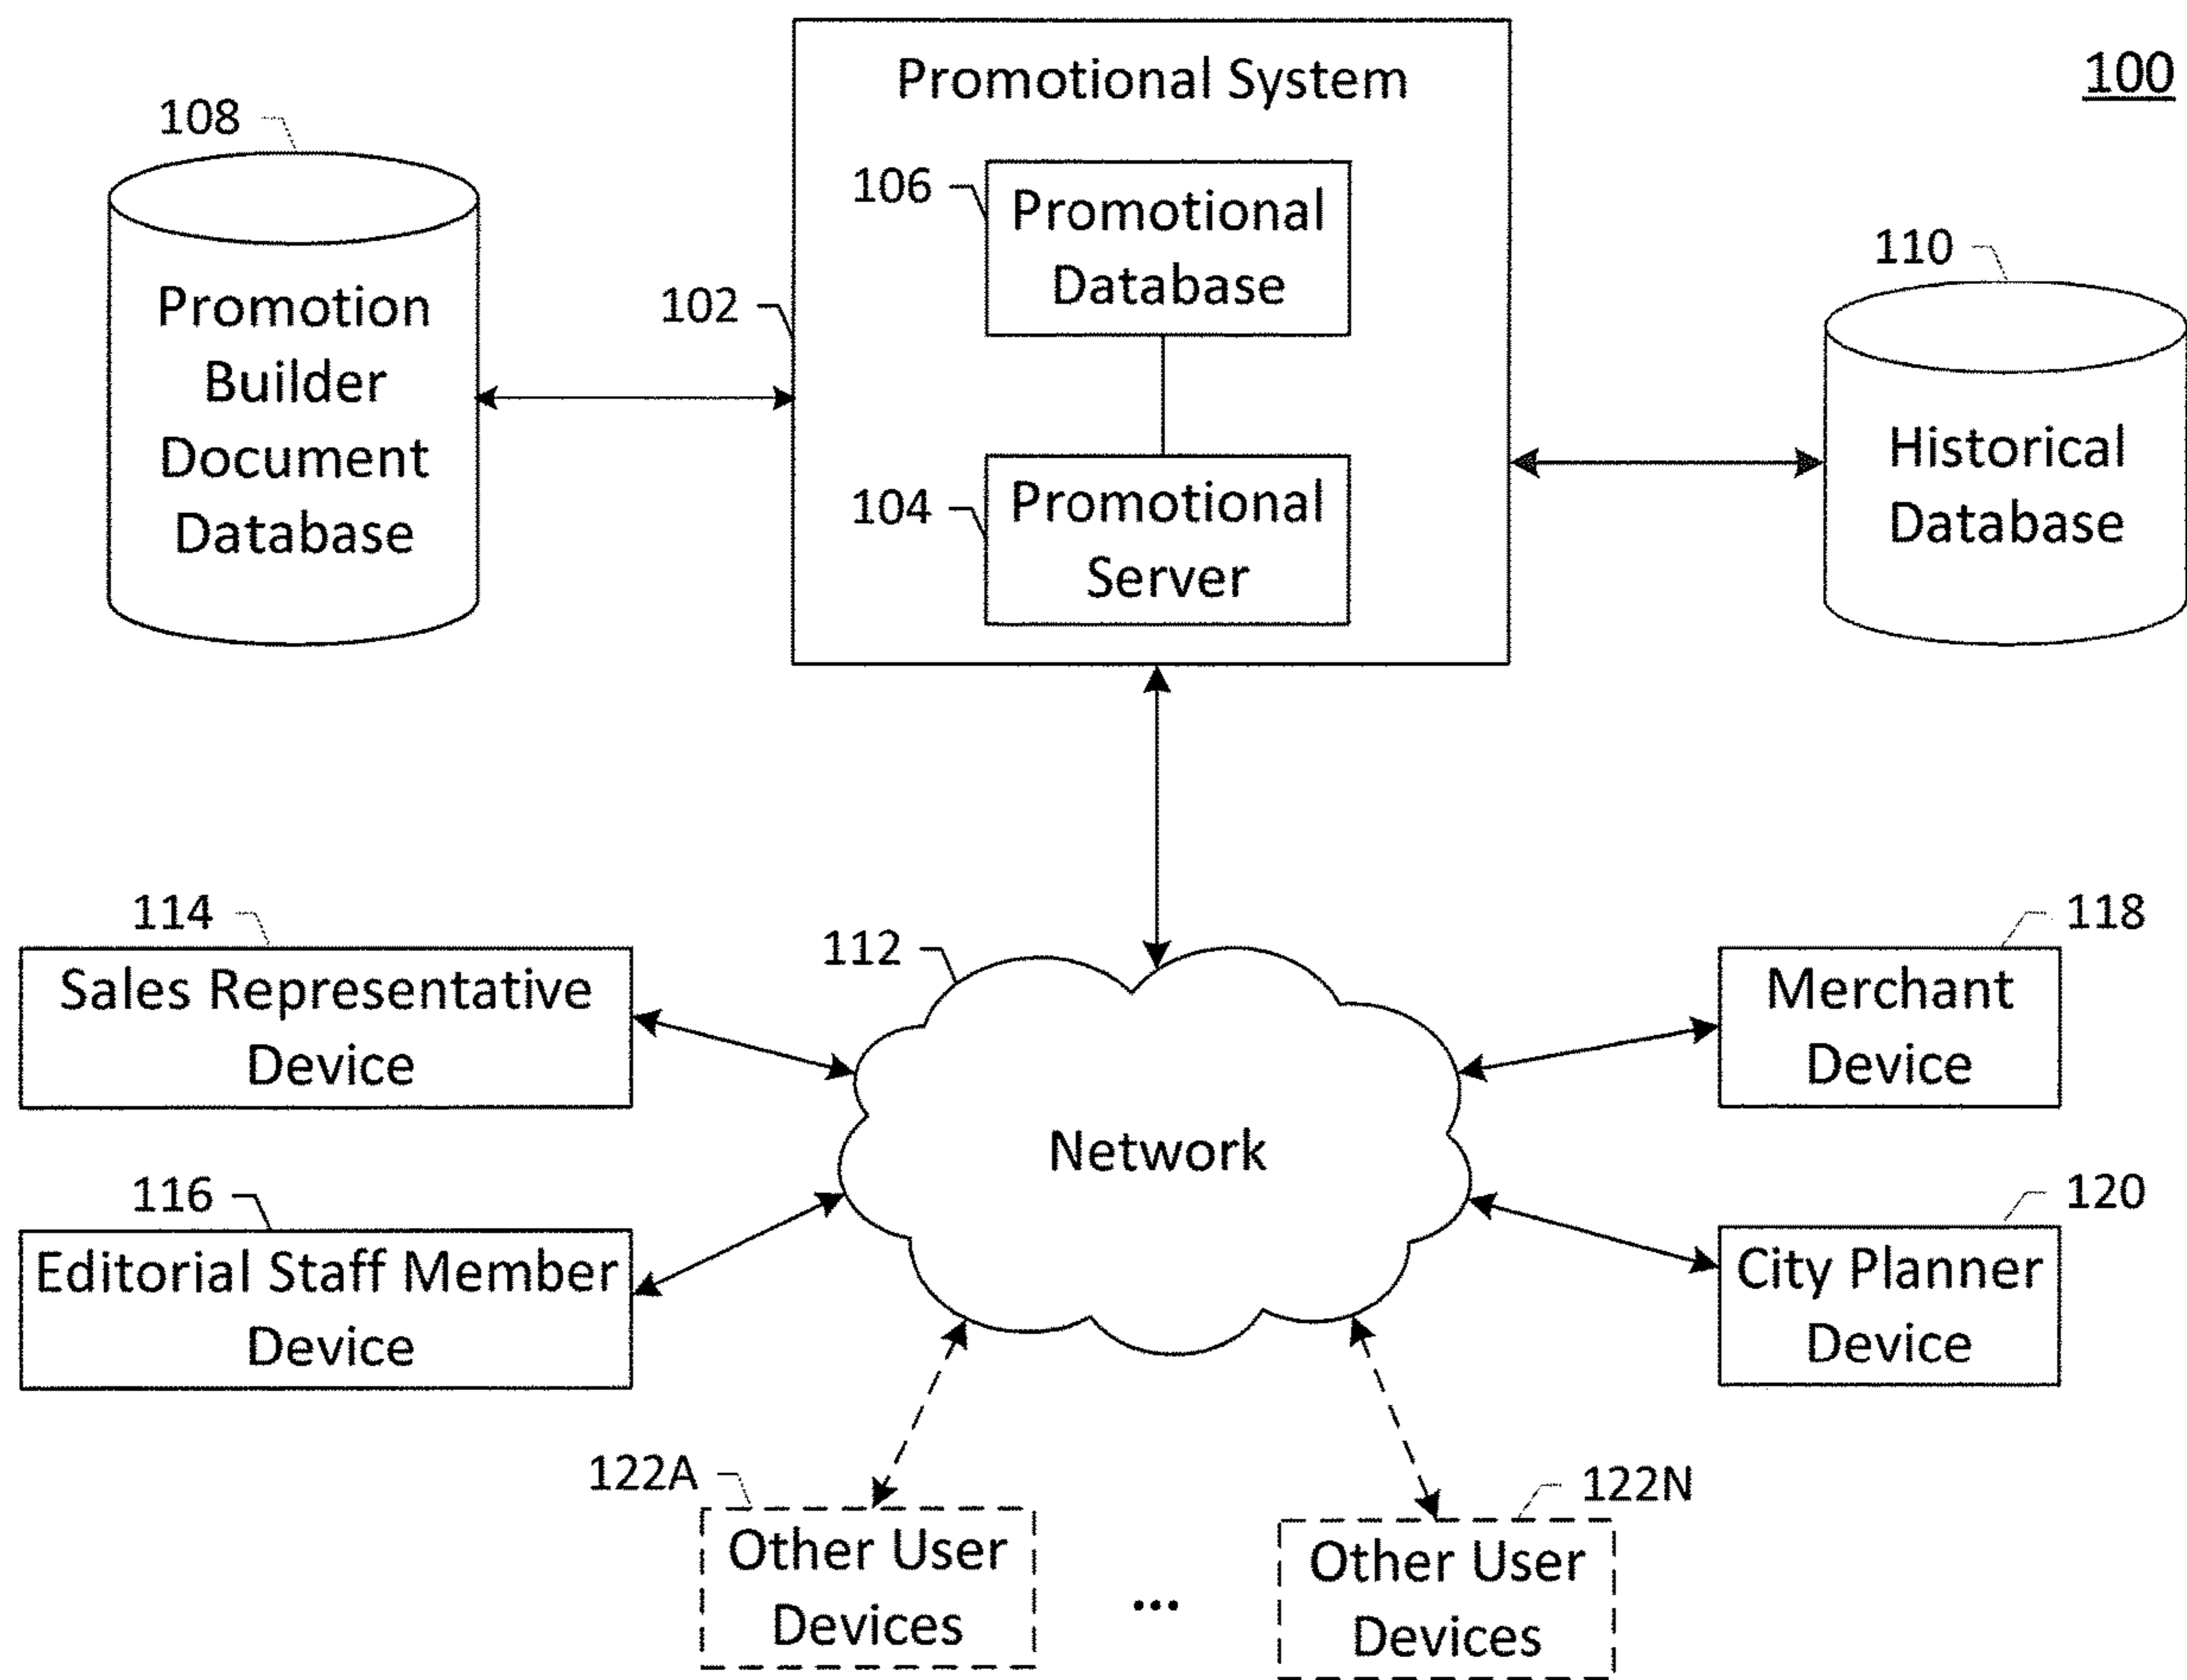 Promotional System
100
108
106
Promotional
Database
102
110
Promotion
Builder
Document
Database
104
Promotional
Server
Historical
Database
114
Sales Representative
Device
112
118
Merchant
Device
Network
116
Editorial Staff Member
Device
120
City Planner
Device
122A
Other User
Devices
...
122N
Other User
Devices